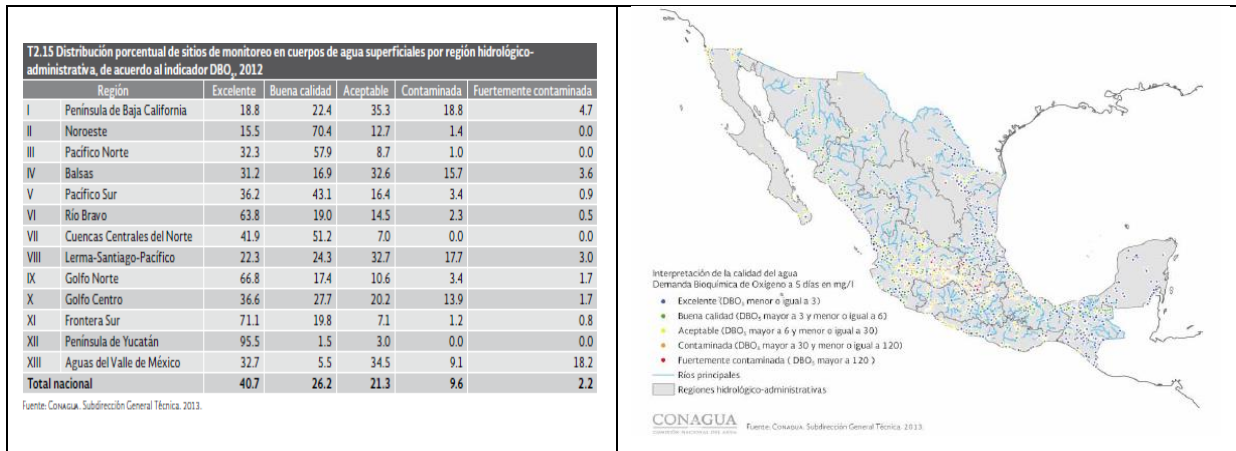 T2.15 Distribución porcentual de sitios de monitoreo en cuerpos de agua superficiales por región hidrológico-
administrativa, de acuerdo al indicador DBO5, 2012
Región Excelente Buena calidad Aceptable Contaminada Fuertemente contaminada
I Península de Baja California 18.8 22.4 35.3 18.8 4.7
II Noroeste 15.5 70.4 12.7 1.4 0.0
III Pacífico Norte 32.3 57.9 8.7 1.0 0.0
IV Balsas 31.2 16.9 32.6 15.7 3.6
V Pacífico Sur 36.2 43.1 16.4 3.4 0.9
VI Río Bravo 63.8 19.0 14.5 2.3 0.5
VII Cuencas Centrales del Norte 41.9 51.2 7.0 0.0 0.0
VIII Lerma-Santiago-Pacífico 22.3 24.3 32.7 17.7 3.0
IX Golfo Norte 66.8 17.4 10.6 3.4 1.7
X Golfo Centro 36.6 27.7 20.2 13.9 1.7
XI Frontera Sur 71.1 19.8 7.1 1.2 0.8
XII Península de Yucatán 95.5 1.5 3.0 0.0 0.0
XIII Aguas del Valle de México 32.7 5.5 34.5 9.1 18.2
Total nacional 40.7 26.2 21.3 9.6 2.2
Fuente: CONAGUA. Subdirección General Técnica. 2013.
Interpretación de la calidad del agua
Demanda Bioquímica de Oxígeno a 5 días en mg/l
Excelente (DBO5 menor o igual a 3)
Buena calidad (DBO5 mayor a 3 y menor o igual a 6)
Aceptable (DBO5 mayor a 6 y menor o igual a 30)
Contaminada (DBO5 mayor a 30 y menor o igual a 120)
Fuertemente contaminada ( DBO5 mayor a 120 )
Ríos principales
Regiones hidrológico-administrativas
CONAGUA
COMISIÓN NACIONAL DEL AGUA
Fuente: CONAGUA. Subdirección General Técnica. 2013.